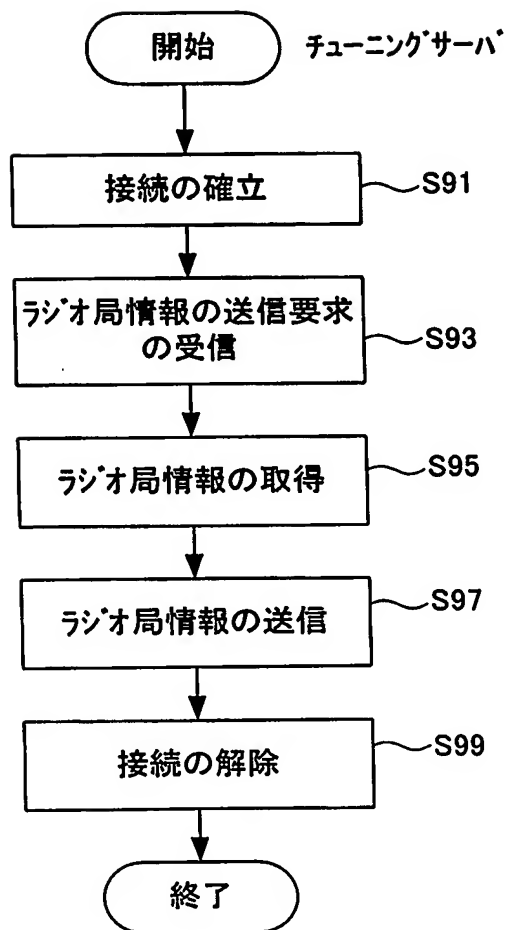 開始
チューニングサーバ
接続の確立
S91
ラジオ局情報の送信要求
の受信
S93
ラジオ局情報の取得
S95
ラジオ局情報の送信
S97
接続の解除
S99
終了